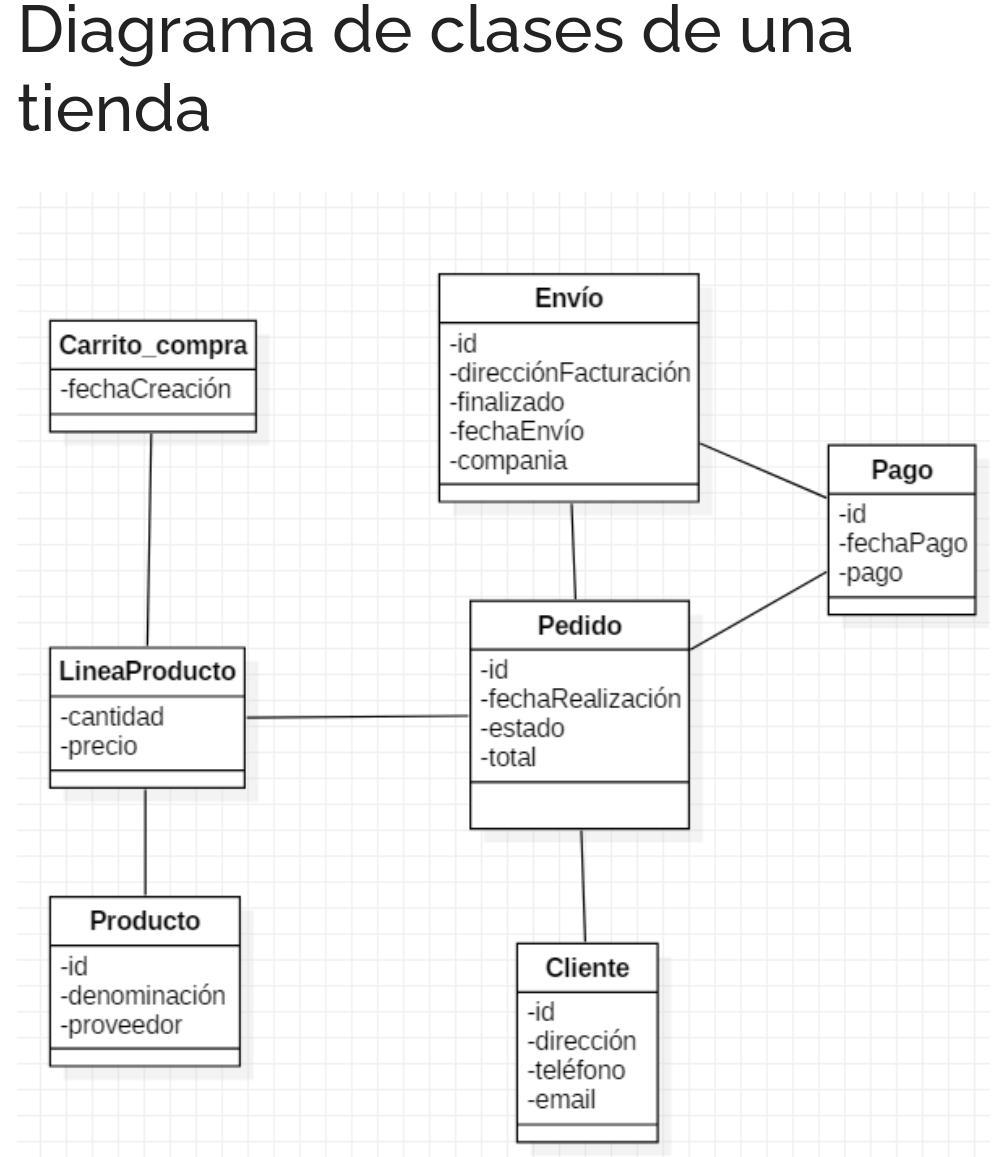 Diagrama de clases de una
tienda
Carrito_compra
-fechaCreación
Envío
-id
-direcciónFacturación
-finalizado
-fechaEnvío
-compania
Pago
-id
-fechaPago
-pago
LineaProducto
-cantidad
-precio
Pedido
-id
-fechaRealización
-estado
-total
Producto
-id
-denominación
-proveedor
Cliente
-id
-dirección
-teléfono
-email